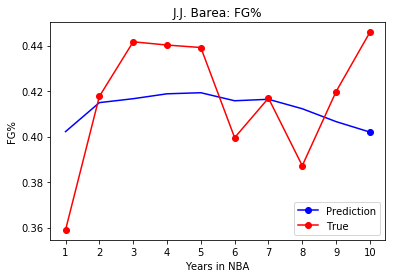 J.J. Barea: FG%
FG%
0.44
0.42
0.40
0.38
0.36
1 2 3 4 5 6 7 8 9 10
Years in NBA
Prediction
True